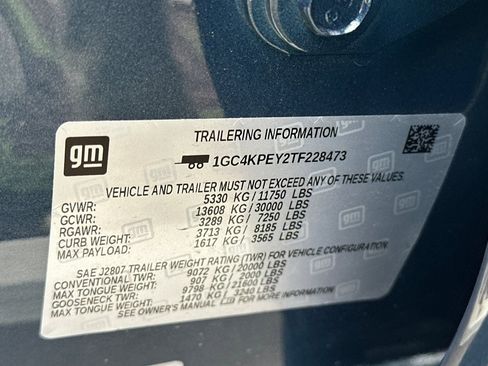 gm
TRAILERING INFORMATION
1GC4KPEY2TF228473
VEHICLE AND TRAILER MUST NOT EXCEED ANY OF THESE WEIGHTS
GVWR: 5330 KG / 11750 LBS
GCWR: 13608 KG / 30000 LBS
RGAWR: 3289 KG / 7250 LBS
CURB WEIGHT: 3713 KG / 8185 LBS
MAX PAYLOAD: 1617 KG / 3565 LBS
SAE J2807 TRAILER WEIGHT RATING (TWR) FOR VEHICLE CONFIGURATION.
CONVENTIONAL TWR: 9072 KG / 20000 LBS
MAX TONGUE WEIGHT: 907 KG / 2000 LBS
GOOSENECK TWR: 9798 KG / 21600 LBS
MAX TONGUE WEIGHT: 1470 KG / 3240 LBS
SEE OWNER'S MANUAL FOR MORE INFORMATION.